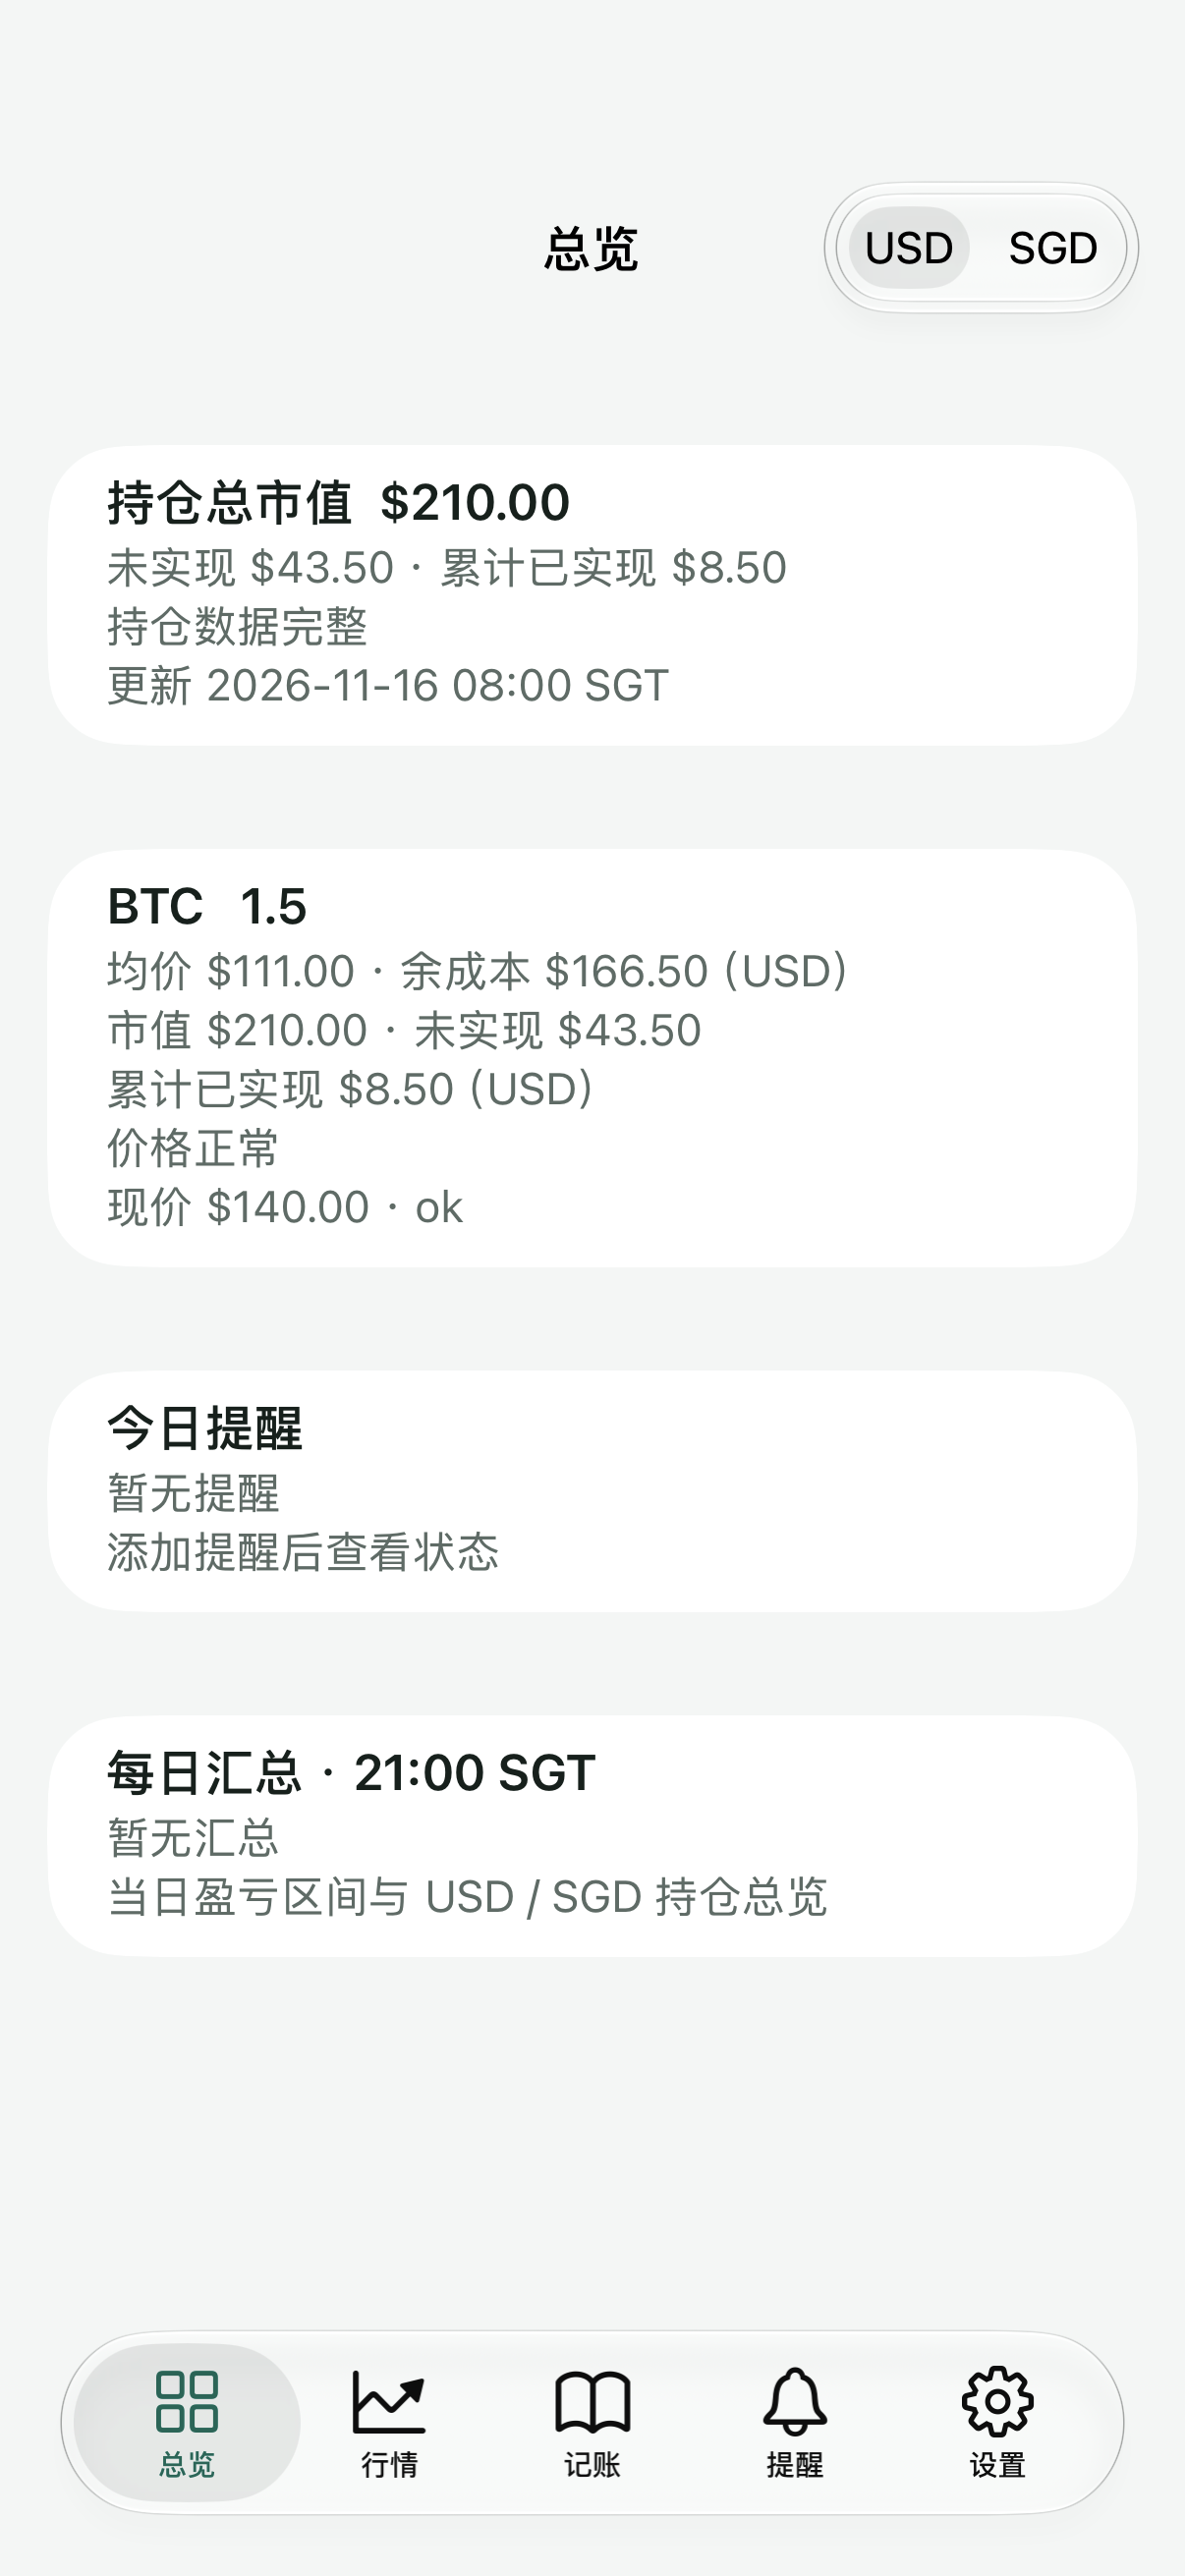 总览
USD SGD
持仓总市值 $210.00
未实现 $43.50 · 累计已实现 $8.50
持仓数据完整
更新 2026-11-16 08:00 SGT
BTC 1.5
均价 $111.00 · 余成本 $166.50 (USD)
市值 $210.00 · 未实现 $43.50
累计已实现 $8.50 (USD)
价格正常
现价 $140.00 · ok
今日提醒
暂无提醒
添加提醒后查看状态
每日汇总 · 21:00 SGT
暂无汇总
当日盈亏区间与 USD / SGD 持仓总览
总览 行情 记账 提醒 设置